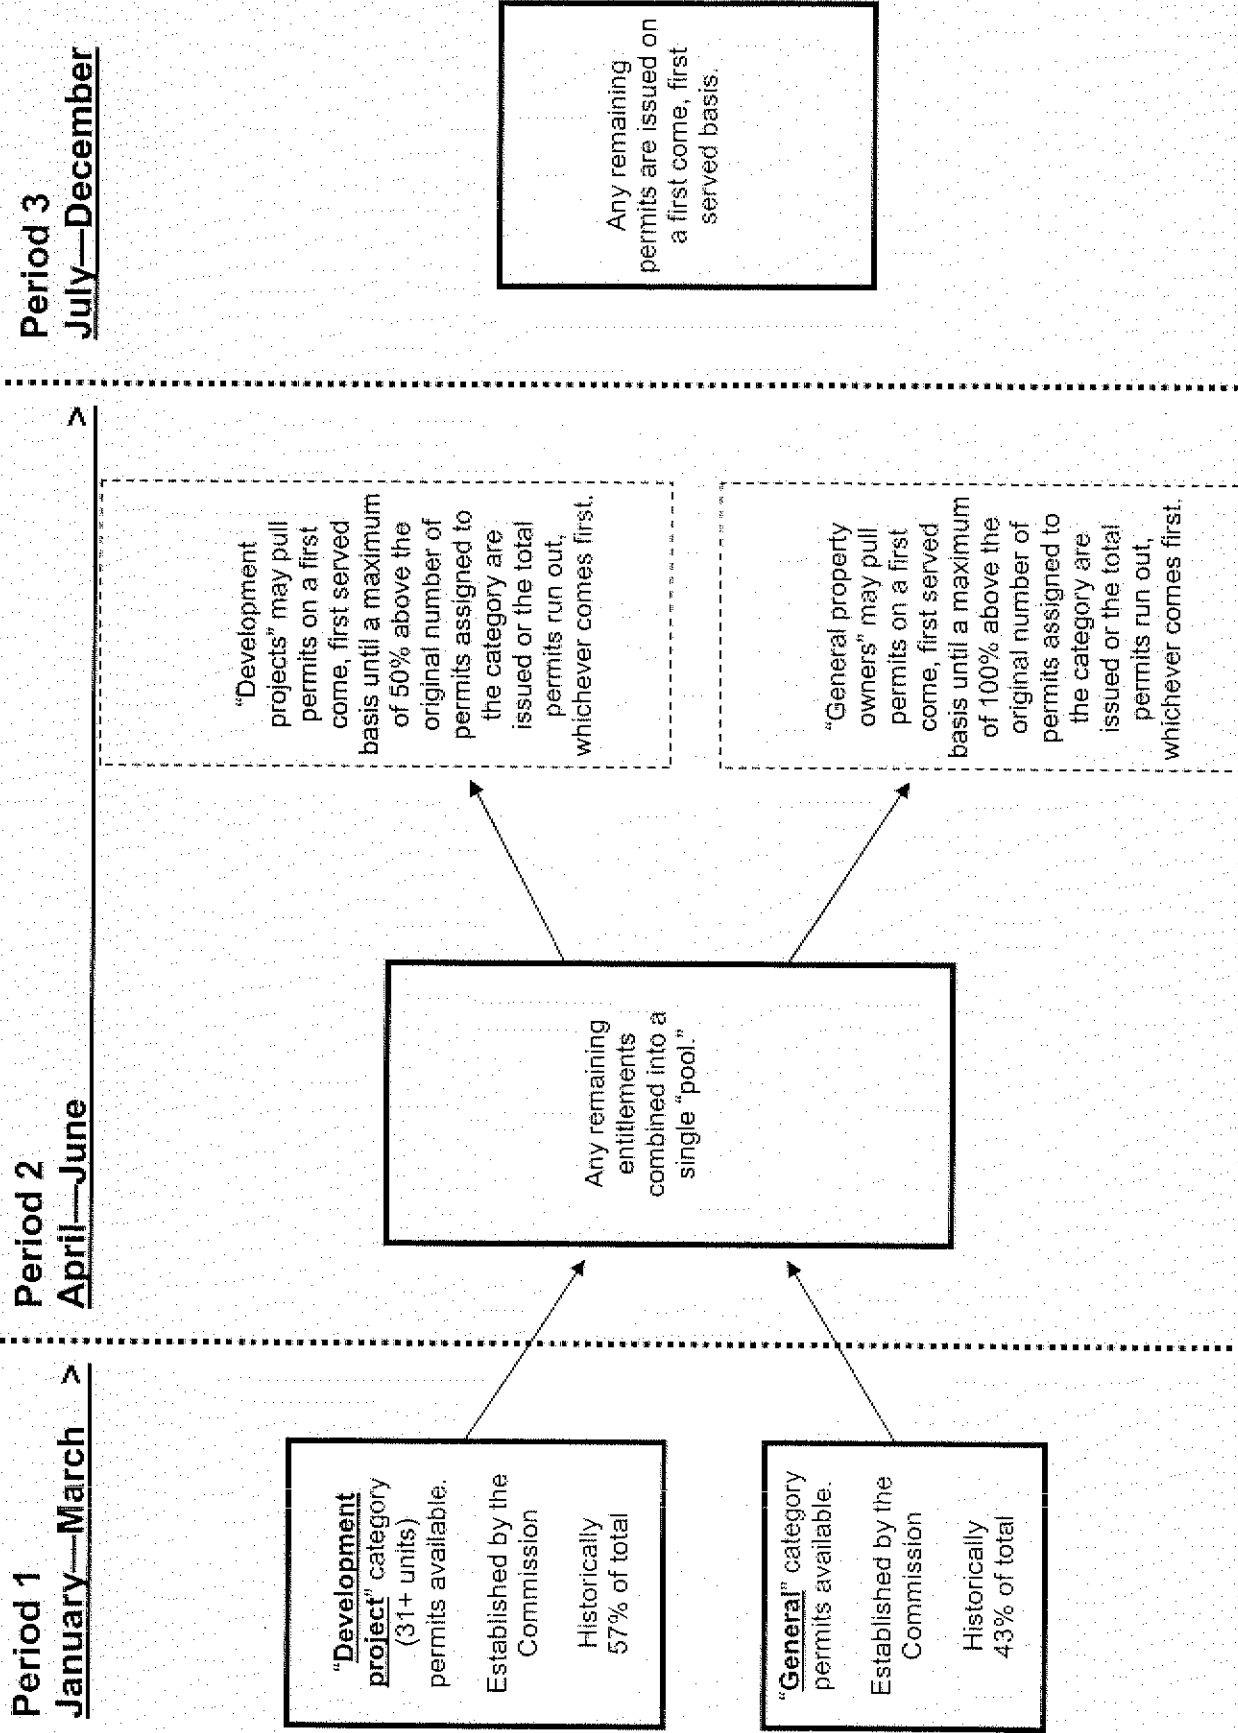 Period 1
January—March >
"Development
project" category
(31+ units)
permits available.
Established by the
Commission
Historically
57% of total
"General" category
permits available.
Established by the
Commission
Historically
43% of total
Period 2
April—June >
Any remaining
entitlements
combined into a
single "pool."
"Development
projects" may pull
permits on a first
come, first served
basis until a maximum
of 50% above the
original number of
permits assigned to
the category are
issued or the total
permits run out,
whichever comes first.
"General property
owners" may pull
permits on a first
come, first served
basis until a maximum
of 100% above the
original number of
permits assigned to
the category are
issued or the total
permits run out,
whichever comes first.
Period 3
July—December
Any remaining
permits are issued on
a first come, first
served basis.